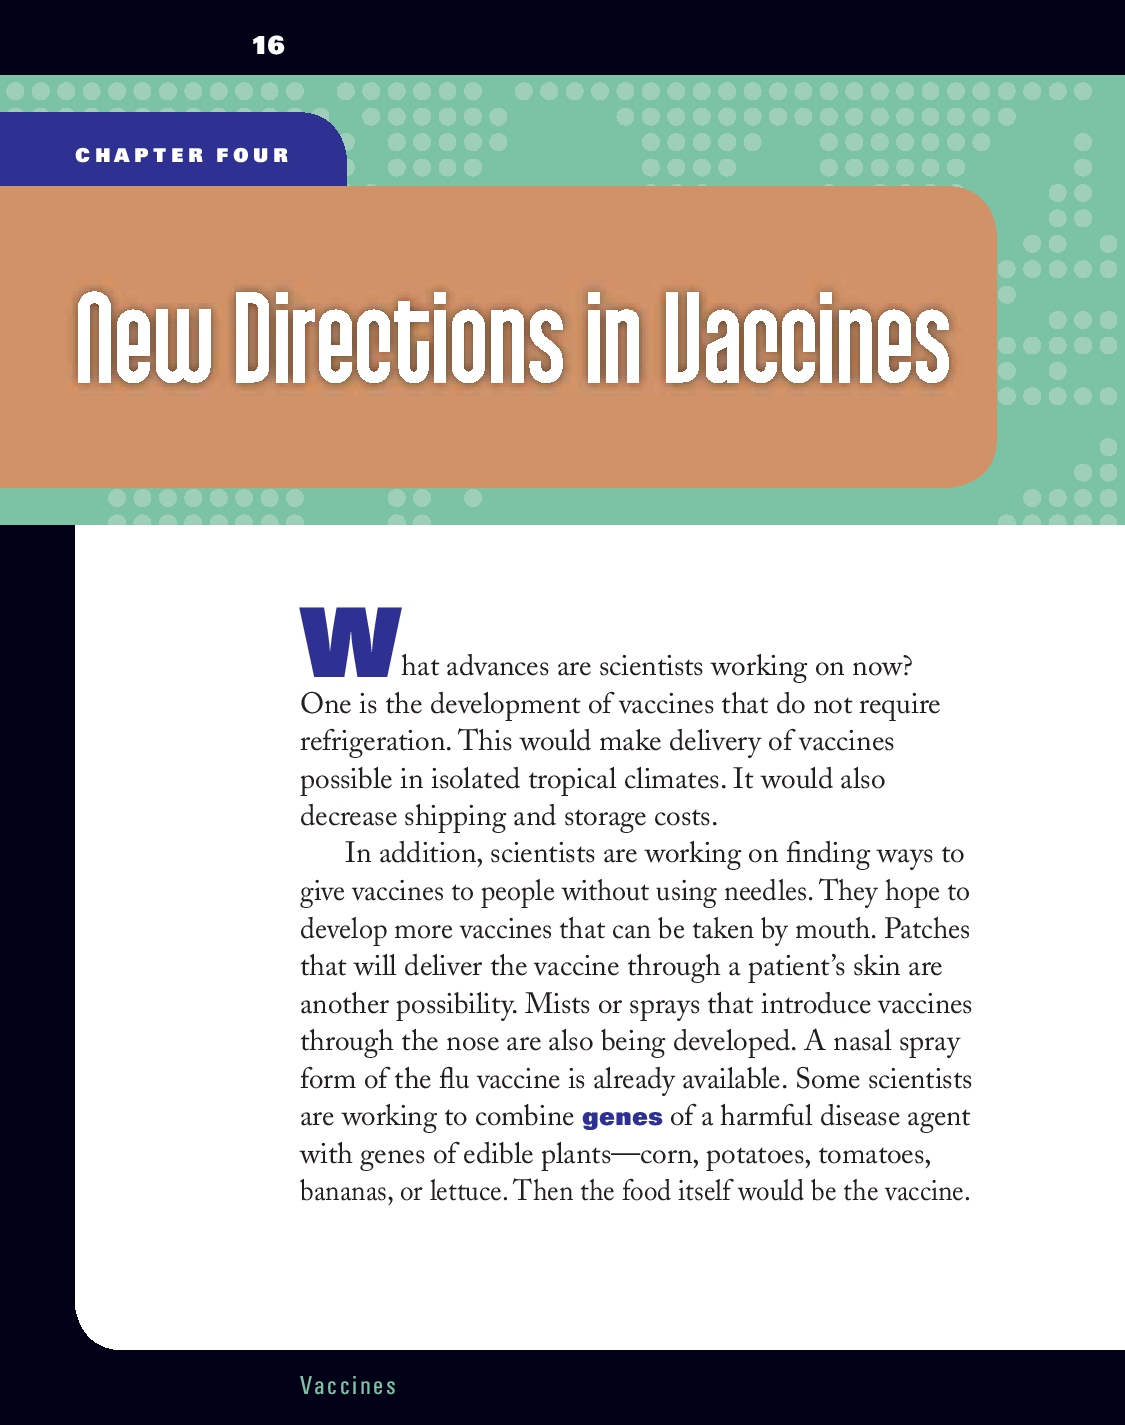 16
CHAPTER FOUR
New Directions in Vaccines
What advances are scientists working on now?
One is the development of vaccines that do not require
refrigeration. This would make delivery of vaccines
possible in isolated tropical climates. It would also
decrease shipping and storage costs.
In addition, scientists are working on finding ways to
give vaccines to people without using needles. They hope to
develop more vaccines that can be taken by mouth. Patches
that will deliver the vaccine through a patient’s skin are
another possibility. Mists or sprays that introduce vaccines
through the nose are also being developed. A nasal spray
form of the flu vaccine is already available. Some scientists
are working to combine genes of a harmful disease agent
with genes of edible plants—corn, potatoes, tomatoes,
bananas, or lettuce. Then the food itself would be the vaccine.
Vaccines